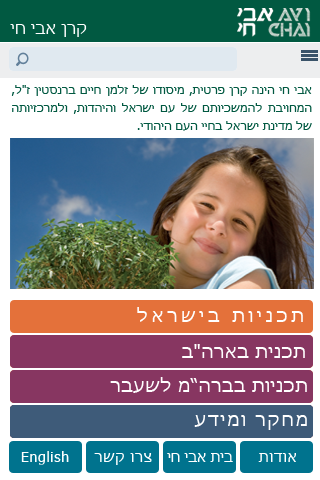 אבי חי
AVI CHAI
קרן אבי חי
אבי חי הינה קרן פרטית, מיסודו של זלמן חיים ברנסטין ז"ל,
המחויבת להמשכיותם של עם ישראל והיהדות, ולמרכזיותה
של מדינת ישראל בחיי העם היהודי.
תכניות בישראל
תכנית בארה"ב
תכניות בברה"מ לשעבר
מחקר ומידע
אודות
בית אבי חי
צרו קשר
English